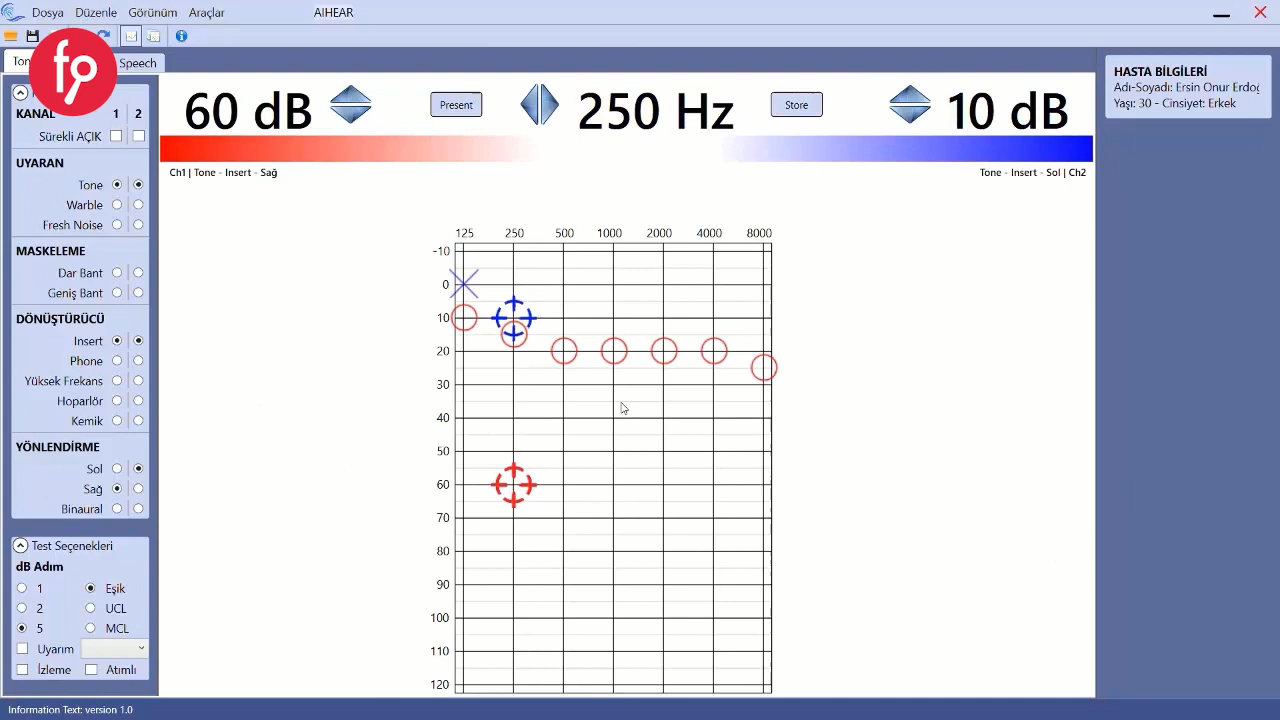 Dosya Düzenle Görünüm Araçlar AIHEAR
fo
Speech
KANAL 1 2
Sürekli AÇIK
UYARAN
Tone
Warble
Fresh Noise
MASKELEME
Dar Bant
Geniş Bant
DÖNÜŞTÜRÜCÜ
Insert
Phone
Yüksek Frekans
Hoparlör
Kemik
YÖNLENDİRME
Sol
Sağ
Binaural
Test Seçenekleri
dB Adım
1 Eşik
2 UCL
5 MCL
Uyarım
İzleme Atımlı
60 dB Present 250 Hz Store 10 dB
Ch1 | Tone - Insert - Sağ
Tone - Insert - Sol | Ch2
125 250 500 1000 2000 4000 8000
-10
0
10
20
30
40
50
60
70
80
90
100
110
120
HASTA BİLGİLERİ
Adı-Soyadı: Ersin Onur
Yaşı: 30 - Cinsiyet: Erkek
Information Text: version 1.0